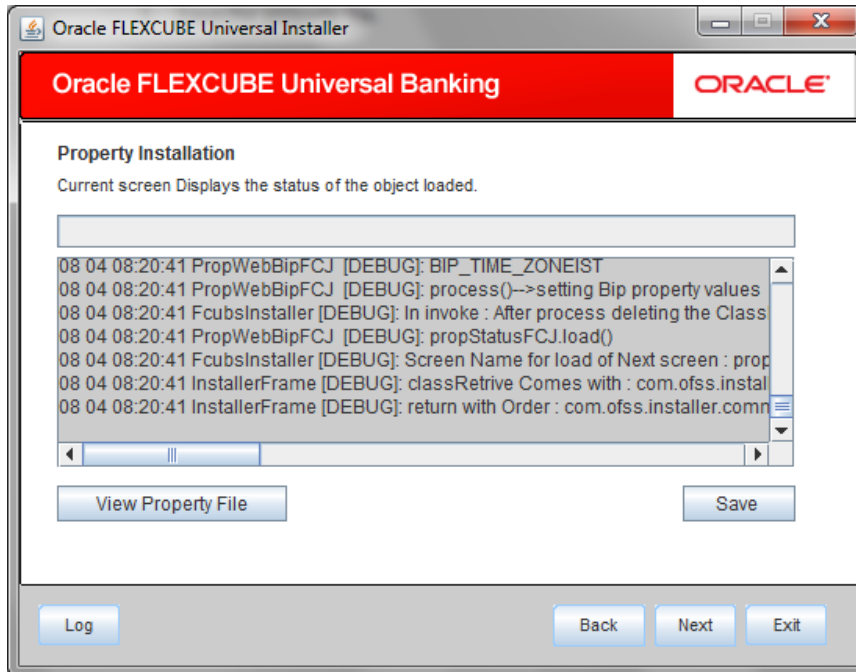 Oracle FLEXCUBE Universal Installer
Oracle FLEXCUBE Universal Banking
ORACLE
Property Installation
Current screen Displays the status of the object loaded.
08 04 08:20:41 PropWebBipFCJ [DEBUG]: BIP_TIME_ZONEIST
08 04 08:20:41 PropWebBipFCJ [DEBUG]: process()-->setting Bip property values
08 04 08:20:41 FcubsInstaller [DEBUG]: In invoke : After process deleting the Class
08 04 08:20:41 PropWebBipFCJ [DEBUG]: propStatusFCJ.load()
08 04 08:20:41 FcubsInstaller [DEBUG]: Screen Name for load of Next screen : prop
08 04 08:20:41 InstallerFrame [DEBUG]: classRetrive Comes with : com.ofss.instal
08 04 08:20:41 InstallerFrame [DEBUG]: return with Order : com.ofss.installer.comm
View Property File
Save
Log
Back
Next
Exit